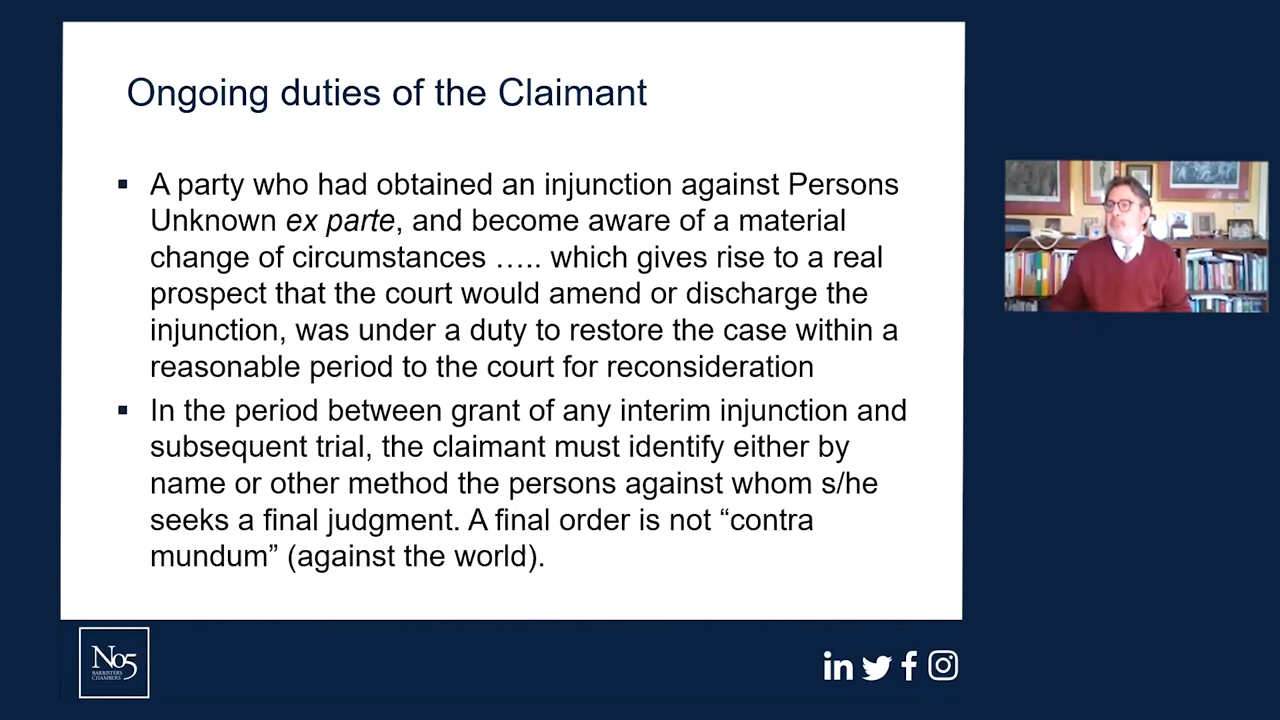 Ongoing duties of the Claimant
▪ A party who had obtained an injunction against Persons
Unknown ex parte, and become aware of a material
change of circumstances ….. which gives rise to a real
prospect that the court would amend or discharge the
injunction, was under a duty to restore the case within a
reasonable period to the court for reconsideration
▪ In the period between grant of any interim injunction and
subsequent trial, the claimant must identify either by
name or other method the persons against whom s/he
seeks a final judgment. A final order is not “contra
mundum” (against the world).
No5
BARRISTERS
CHAMBERS
in